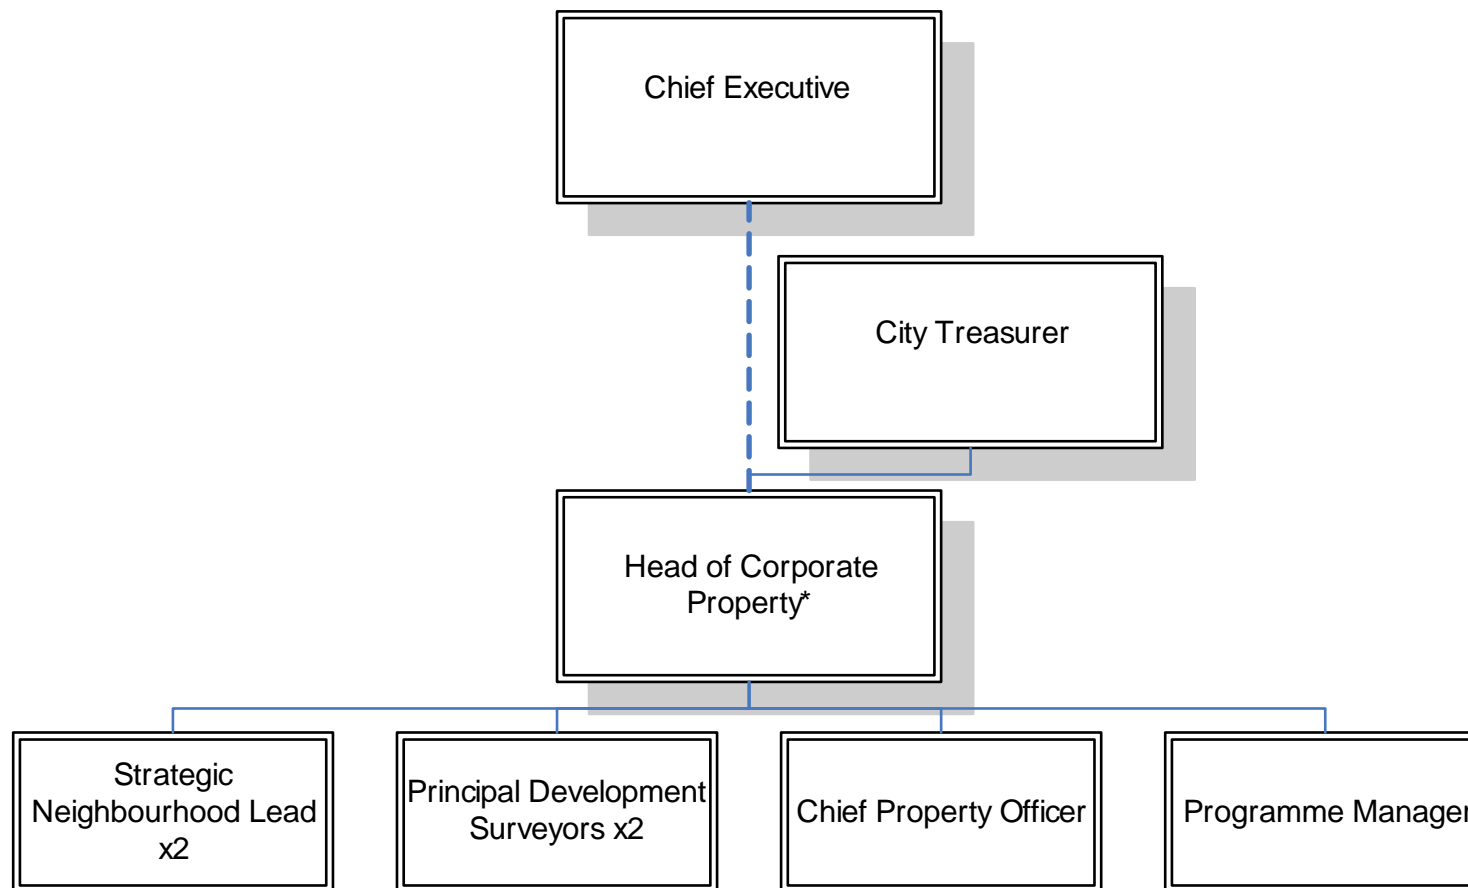 Chief Executive
City Treasurer
Head of Corporate
Property*
Strategic
Neighbourhood Lead
x2
Principal Development
Surveyors x2
Chief Property Officer
Programme Manager